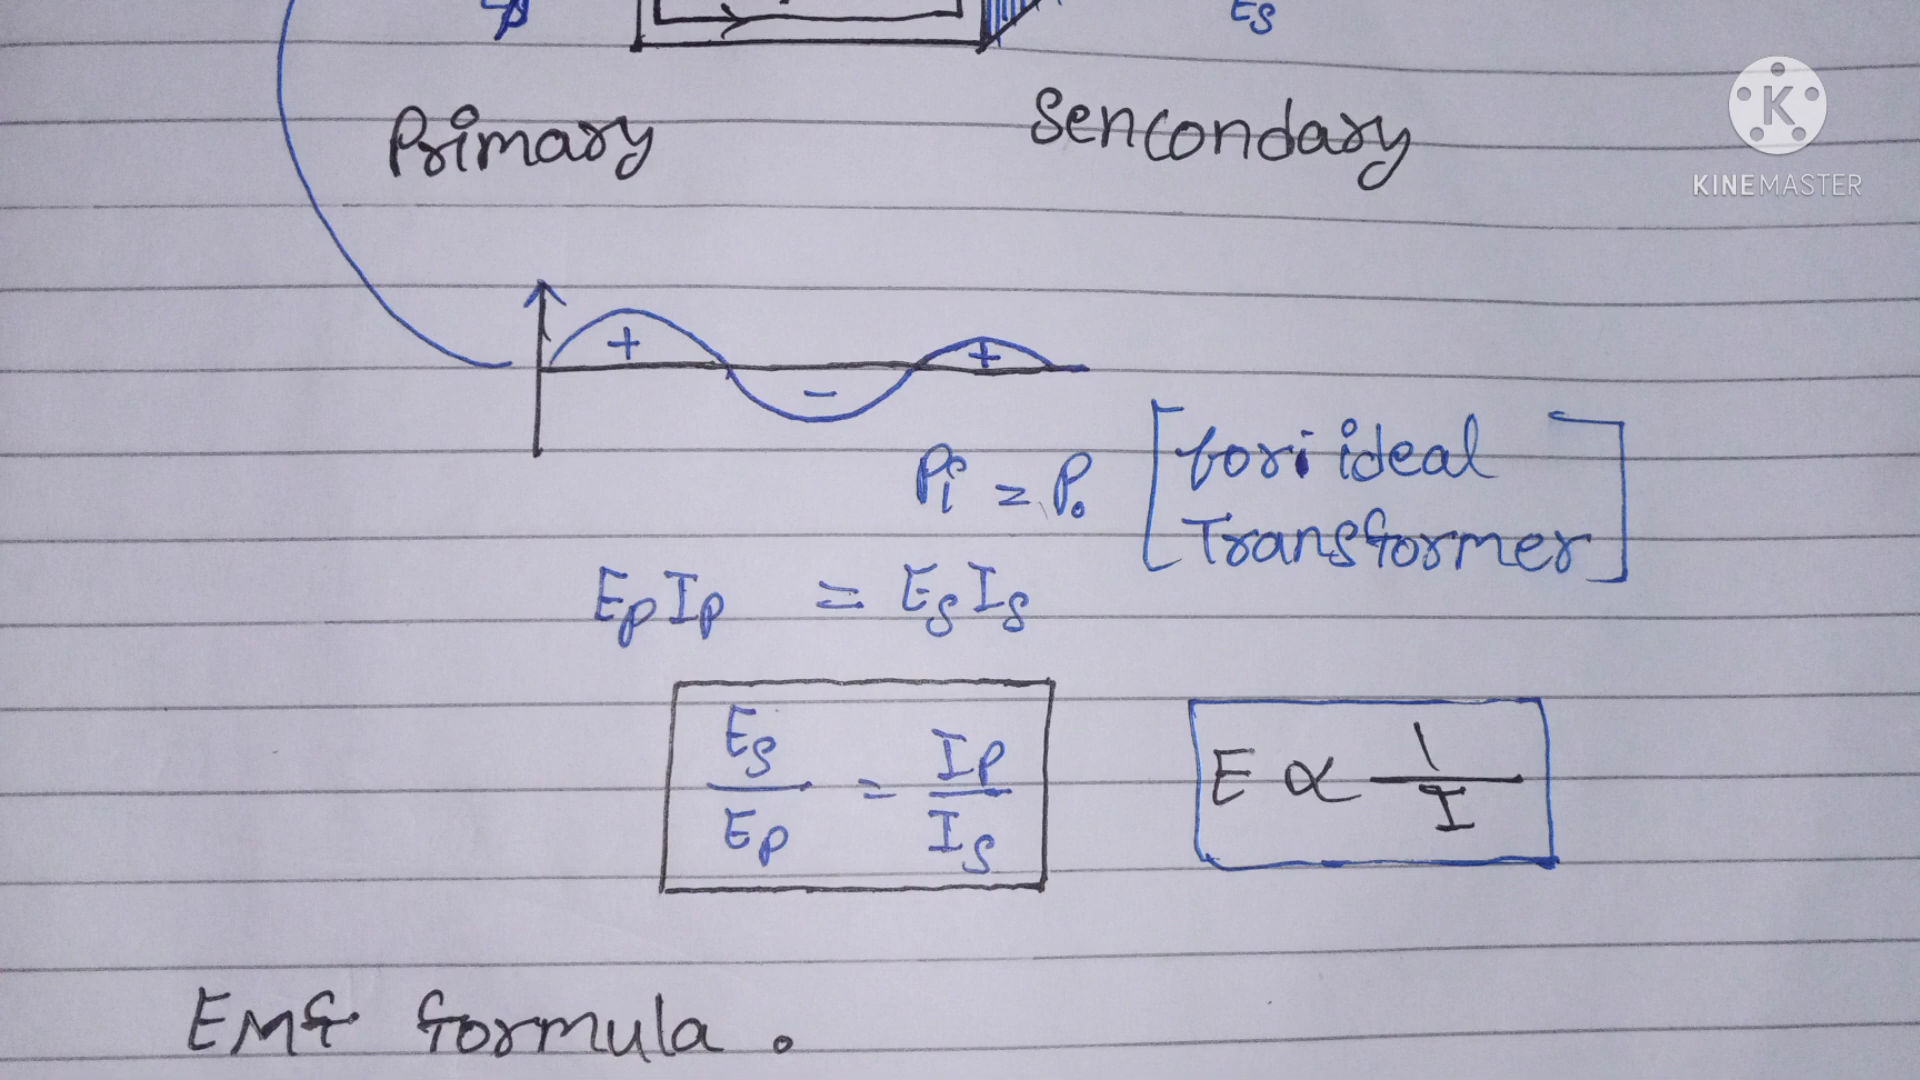 Es
Primary
Sencondary
K
KINEMASTER
+ - +
Pi = Po [for ideal
Transformer]
EpIp = EsIs
Es/Ep = Ip/Is
E ∝ 1/I
EMf formula .